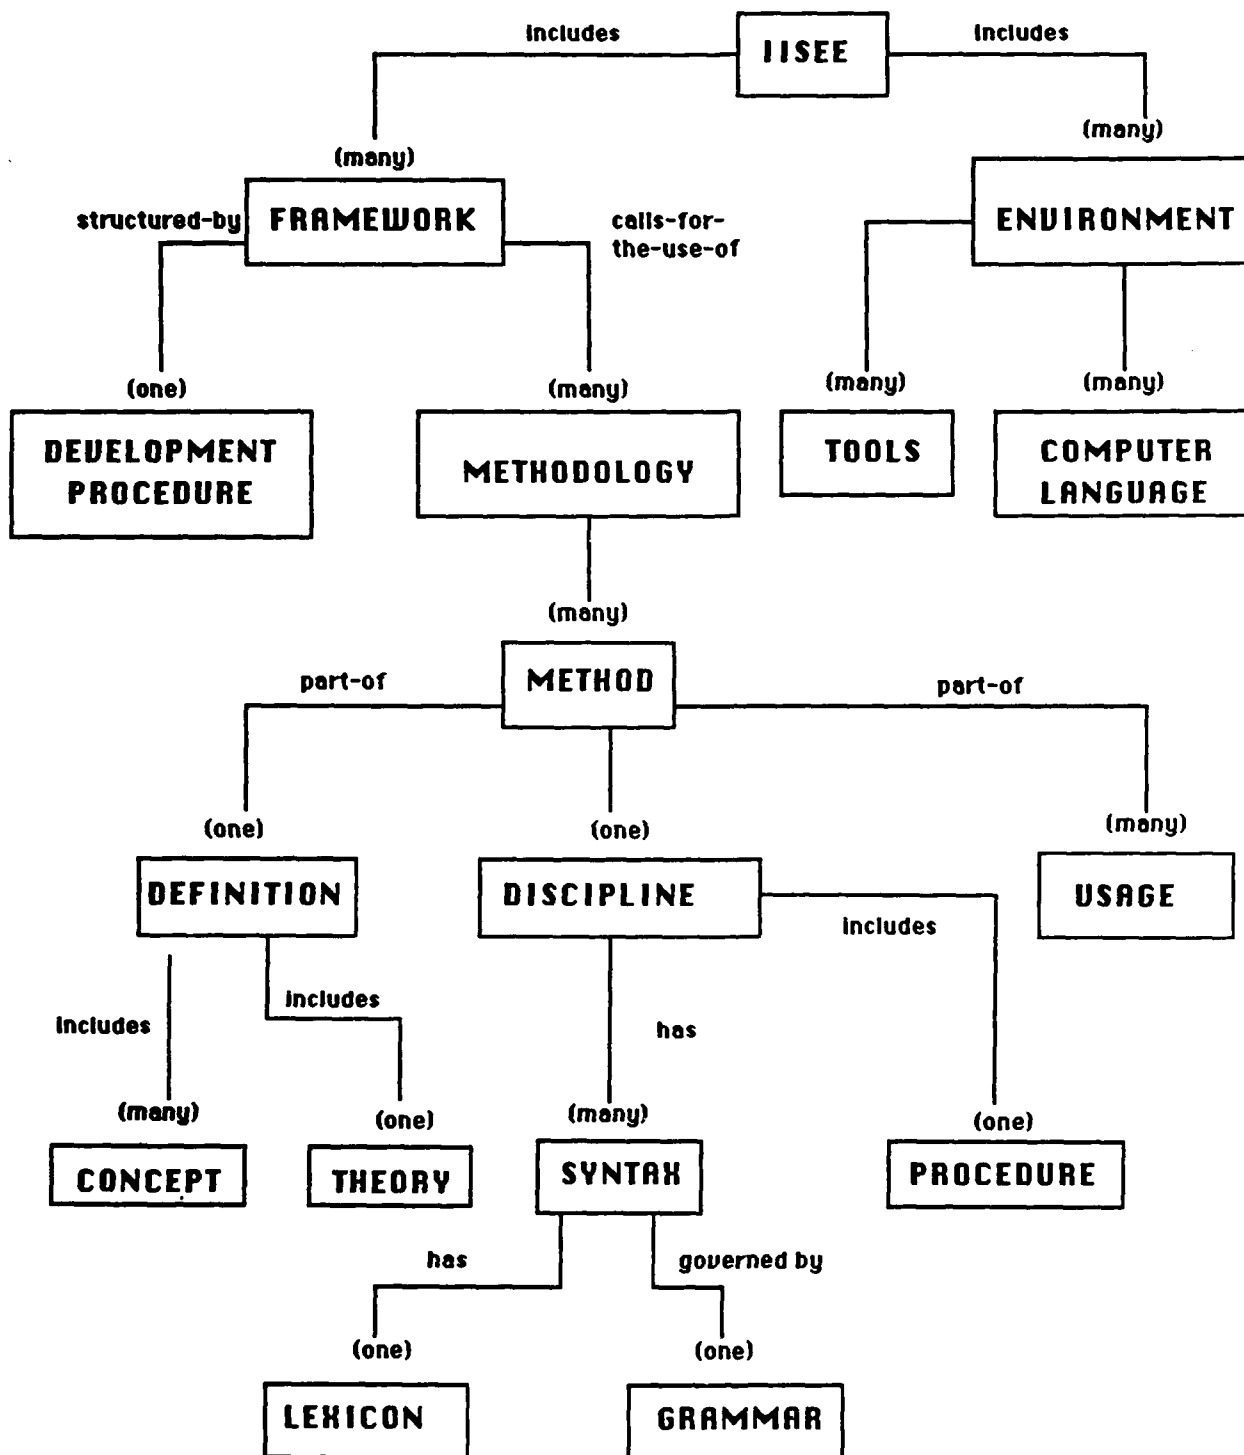 includes
IISEE
includes
(many)
(many)
structured-by
FRAMEWORK
calls-for-
the-use-of
ENVIRONMENT
(one)
(many)
(many)
(many)
DEVELOPMENT
PROCEDURE
METHODOLOGY
TOOLS
COMPUTER
LANGUAGE
(many)
part-of
METHOD
part-of
(one)
(one)
(many)
DEFINITION
DISCIPLINE
includes
USAGE
includes
includes
has
(many)
(one)
(many)
(one)
CONCEPT
THEORY
SYNTAX
PROCEDURE
has
governed by
(one)
(one)
LEXICON
GRAMMAR